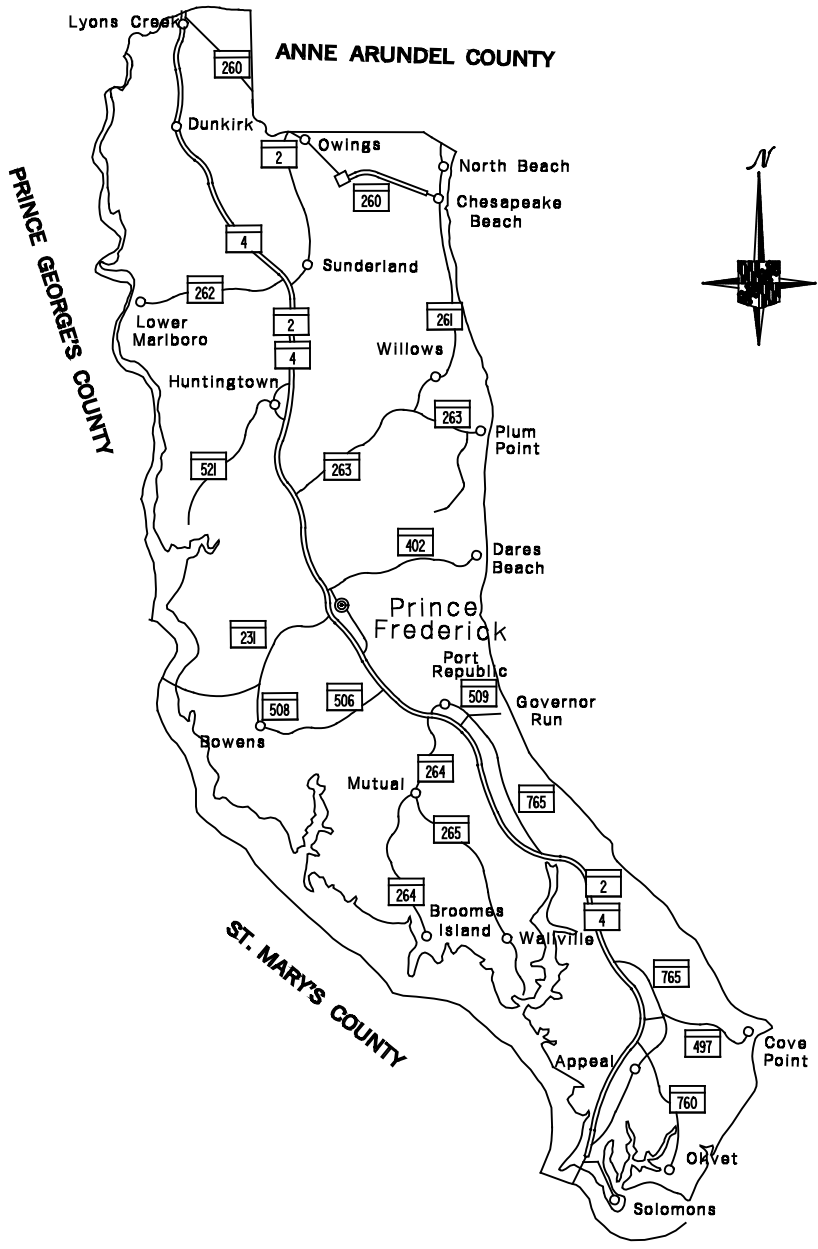 Lyons Creek
ANNE ARUNDEL COUNTY
260
Dunkirk
Owings
2
North Beach
260
Chesapeake
Beach
PRINCE GEORGE'S COUNTY
N
4
Sunderland
262
Lower
Marlboro
2
261
4
Willows
Huntingtown
263
Plum
Point
521
263
402
Dares
Beach
Prince
Frederick
231
Port
Republic
509
506
508
Governor
Run
Bowens
264
Mutual
765
265
2
264
4
Broomes
Island
Wallville
ST. MARY'S COUNTY
765
497
Cove
Point
Appeal
760
Olivet
Solomons